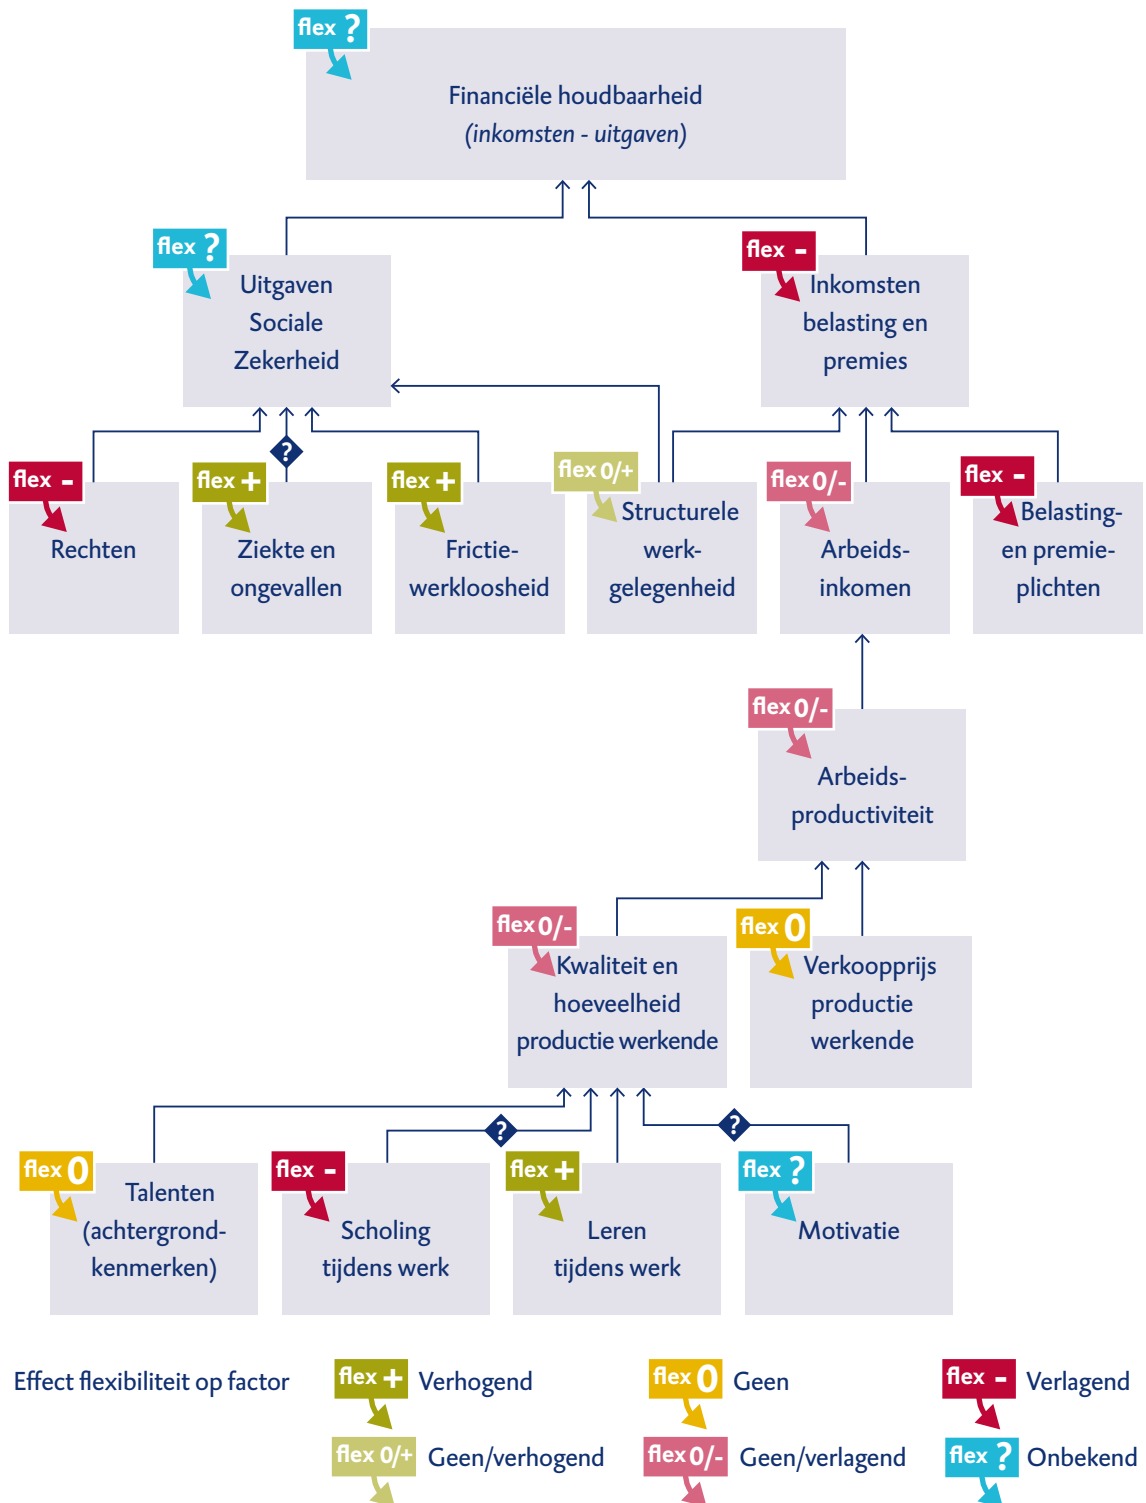 flex ?
Financiële houdbaarheid
(inkomsten - uitgaven)
flex ?
Uitgaven
Sociale
Zekerheid
flex -
Inkomsten
belasting en
premies
?
flex -
Rechten
flex +
Ziekte en
ongevallen
flex +
Frictie-
werkloosheid
flex 0/+
Structurele
werk-
gelegenheid
flex 0/-
Arbeids-
inkomen
flex -
Belasting-
en premie-
plichten
flex 0/-
Arbeids-
productiviteit
flex 0/-
Kwaliteit en
hoeveelheid
productie werkende
flex 0
Verkoopprijs
productie
werkende
?
?
flex 0
Talenten
(achtergrond-
kenmerken)
flex -
Scholing
tijdens werk
flex +
Leren
tijdens werk
flex ?
Motivatie
Effect flexibiliteit op factor
flex + Verhogend
flex 0 Geen
flex - Verlagend
flex 0/+ Geen/verhogend
flex 0/- Geen/verlagend
flex ? Onbekend